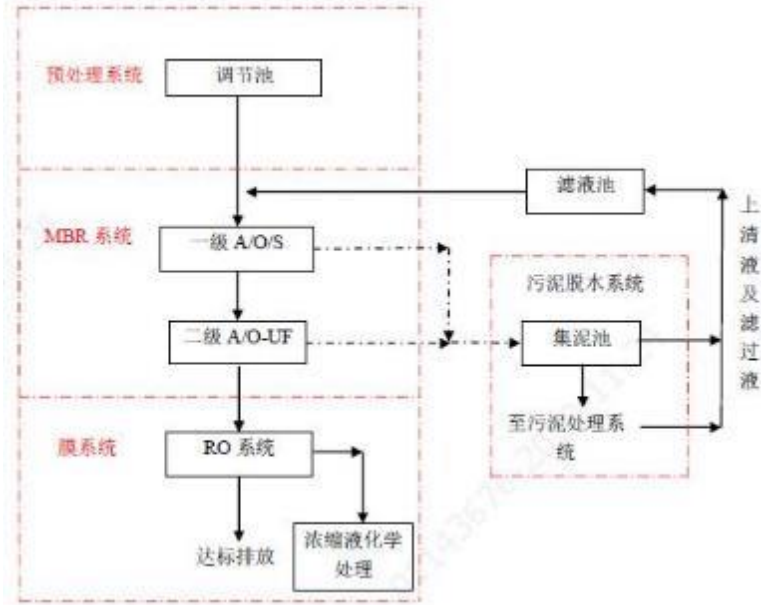 预处理系统
调节池
滤液池
MBR 系统
一级 A/O/S
二级 A/O-UF
污泥脱水系统
集泥池
至污泥处理系
统
上清液及滤过液
膜系统
RO 系统
达标排放
浓缩液化学
处理